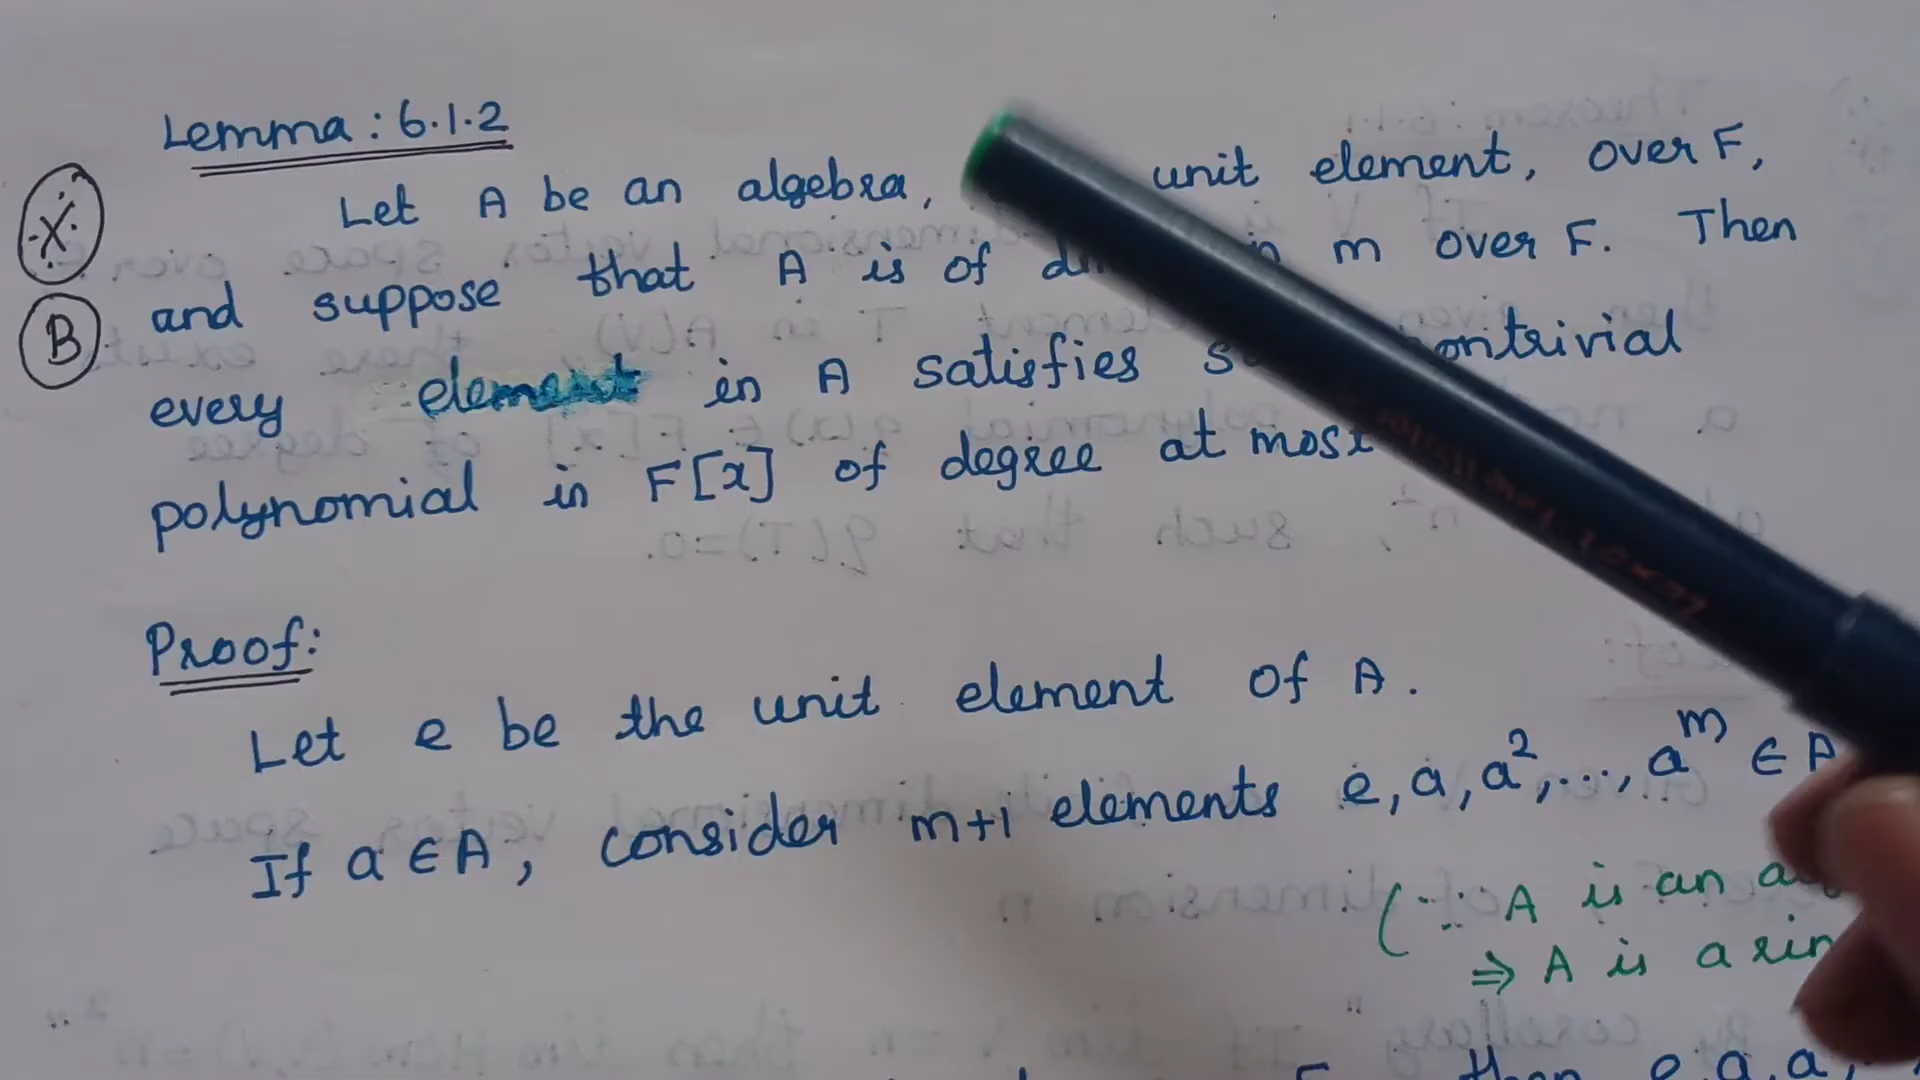 Lemma : 6.1.2
Let A be an algebra, unit element, over F,
X
and suppose that A is of m over F. Then
B
every element in A satisfies
polynomial in F[x] of degree at most
Proof:
Let e be the unit element of A.
If a ∈ A, consider m+1 elements e, a, a², ..., a^m ∈ A
(∵ A is an
⇒ A is a
then e, a, a